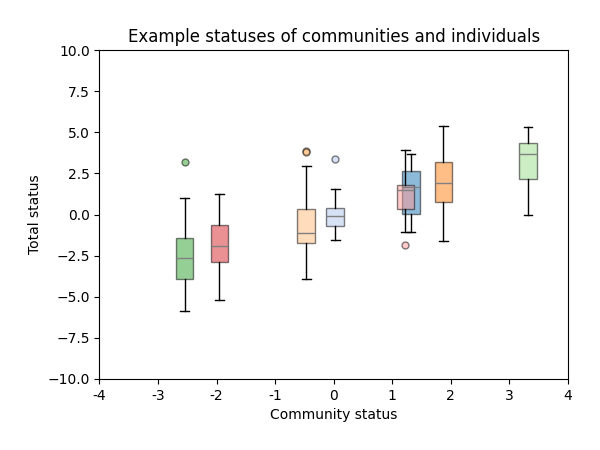 Example statuses of communities and individuals
10.0
7.5
5.0
2.5
0.0
−2.5
−5.0
−7.5
−10.0
Total status
-4 -3 -2 -1 0 1 2 3 4
Community status